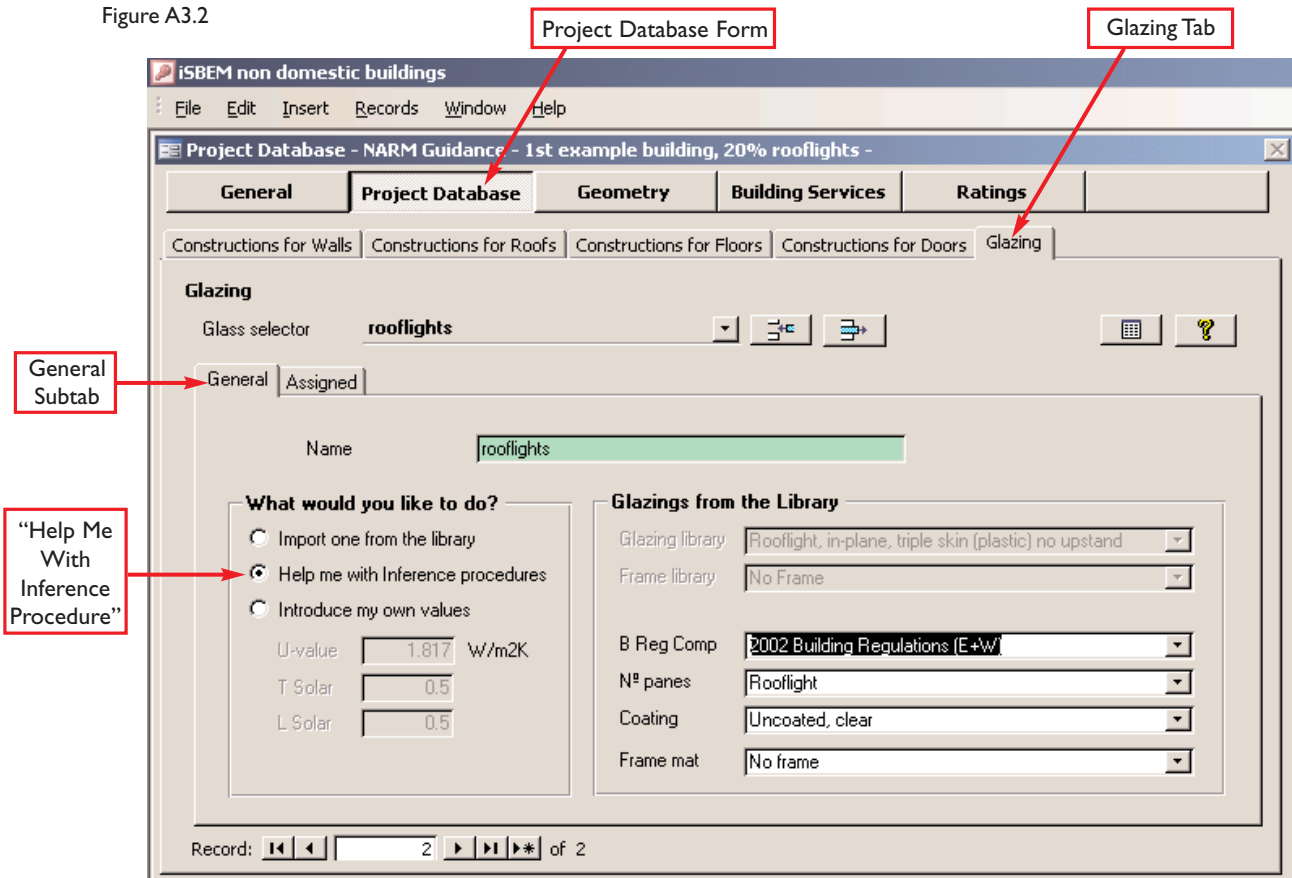 Figure A3.2
Project Database Form
Glazing Tab
iSBEM non domestic buildings
File Edit Insert Records Window Help
Project Database - NARM Guidance - 1st example building, 20% rooflights -
General Project Database Geometry Building Services Ratings
Constructions for Walls Constructions for Roofs Constructions for Floors Constructions for Doors Glazing
Glazing
Glass selector rooflights
General
Subtab
General Assigned
Name rooflights
What would you like to do?
Import one from the library
Help me with Inference procedures
Introduce my own values
U-value 1.817 W/m2K
T Solar 0.5
L Solar 0.5
Glazings from the Library
Glazing library Rooflight, in-plane, triple skin (plastic) no upstand
Frame library No Frame
B Reg Comp 2002 Building Regulations (E+W)
Nº panes Rooflight
Coating Uncoated, clear
Frame mat No frame
“Help Me
With
Inference
Procedure”
Record: 2 of 2